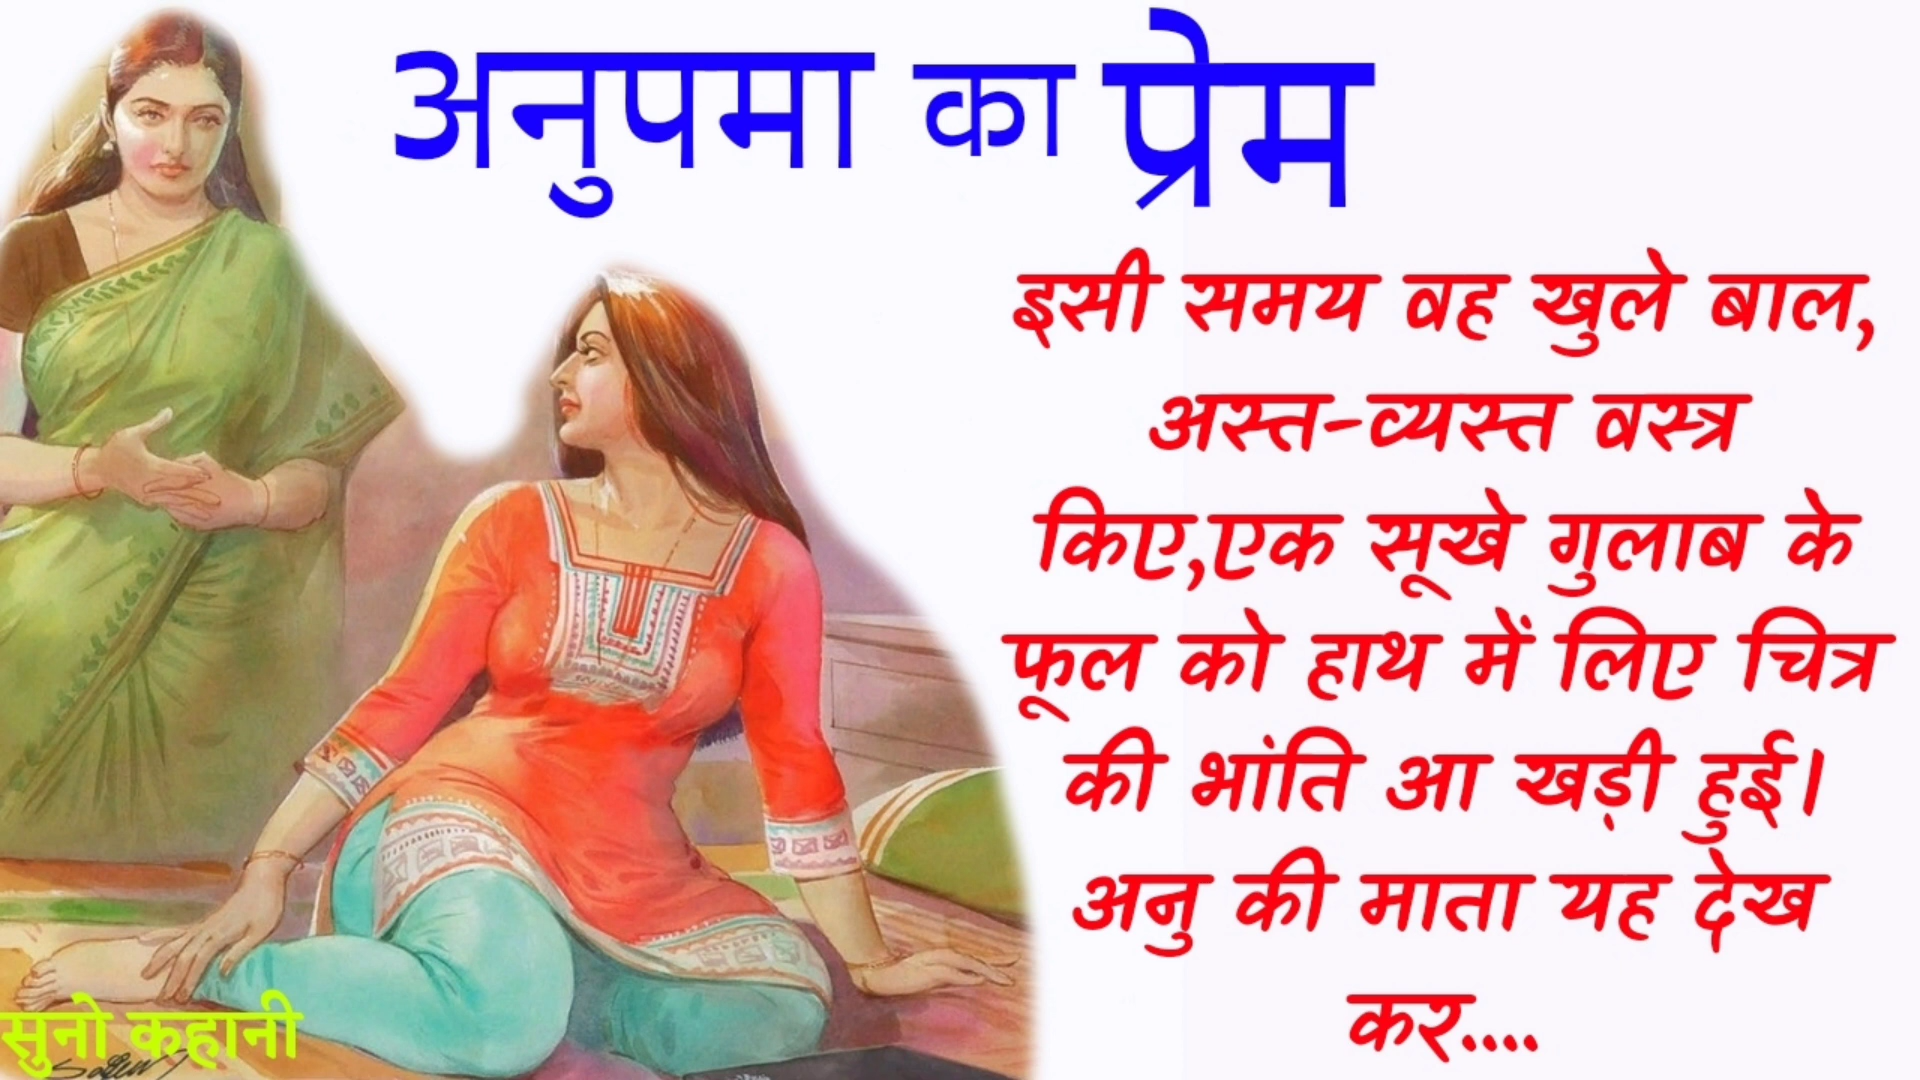 अनुपमा का प्रेम
इसी समय वह खुले बाल,
अस्त-व्यस्त वस्त्र
किए,एक सूखे गुलाब के
फूल को हाथ में लिए चित्र
की भांति आ खड़ी हुई।
अनु की माता यह देख
कर....
सुनो कहानी